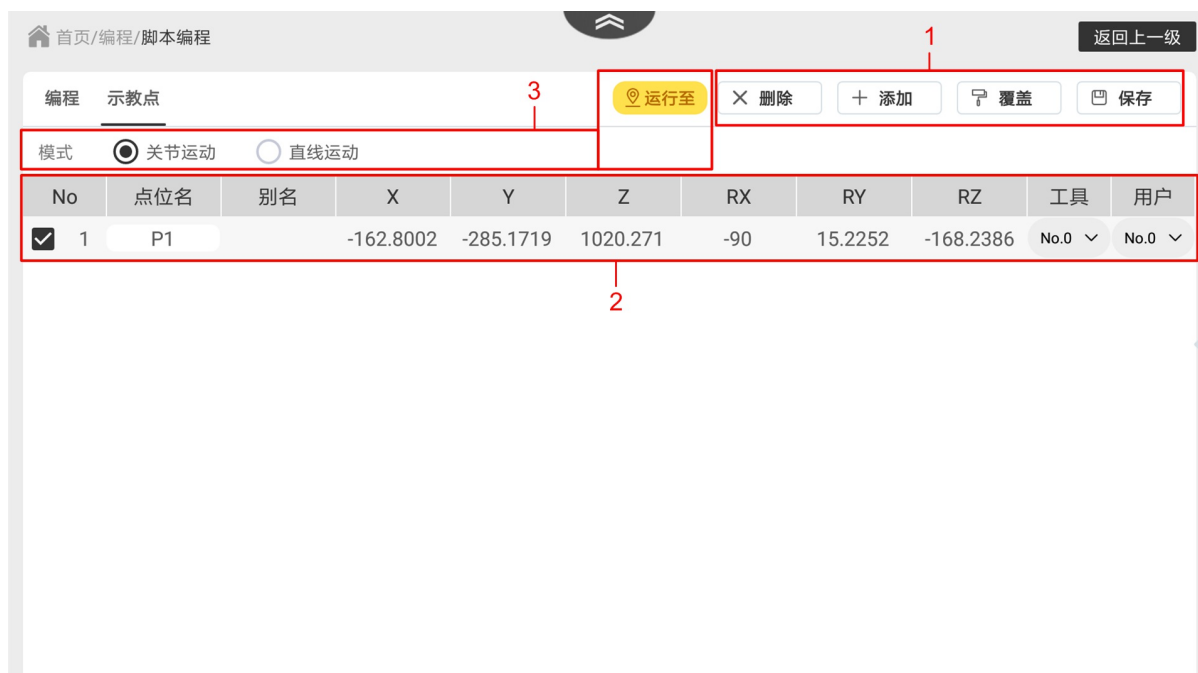 首页/编程/脚本编程
1
返回上一级
编程 示教点 3 运行至 删除 添加 覆盖 保存
模式 关节运动 直线运动
No 点位名 别名 X Y Z RX RY RZ 工具 用户
1 P1 -162.8002 -285.1719 1020.271 -90 15.2252 -168.2386 No.0 No.0
2